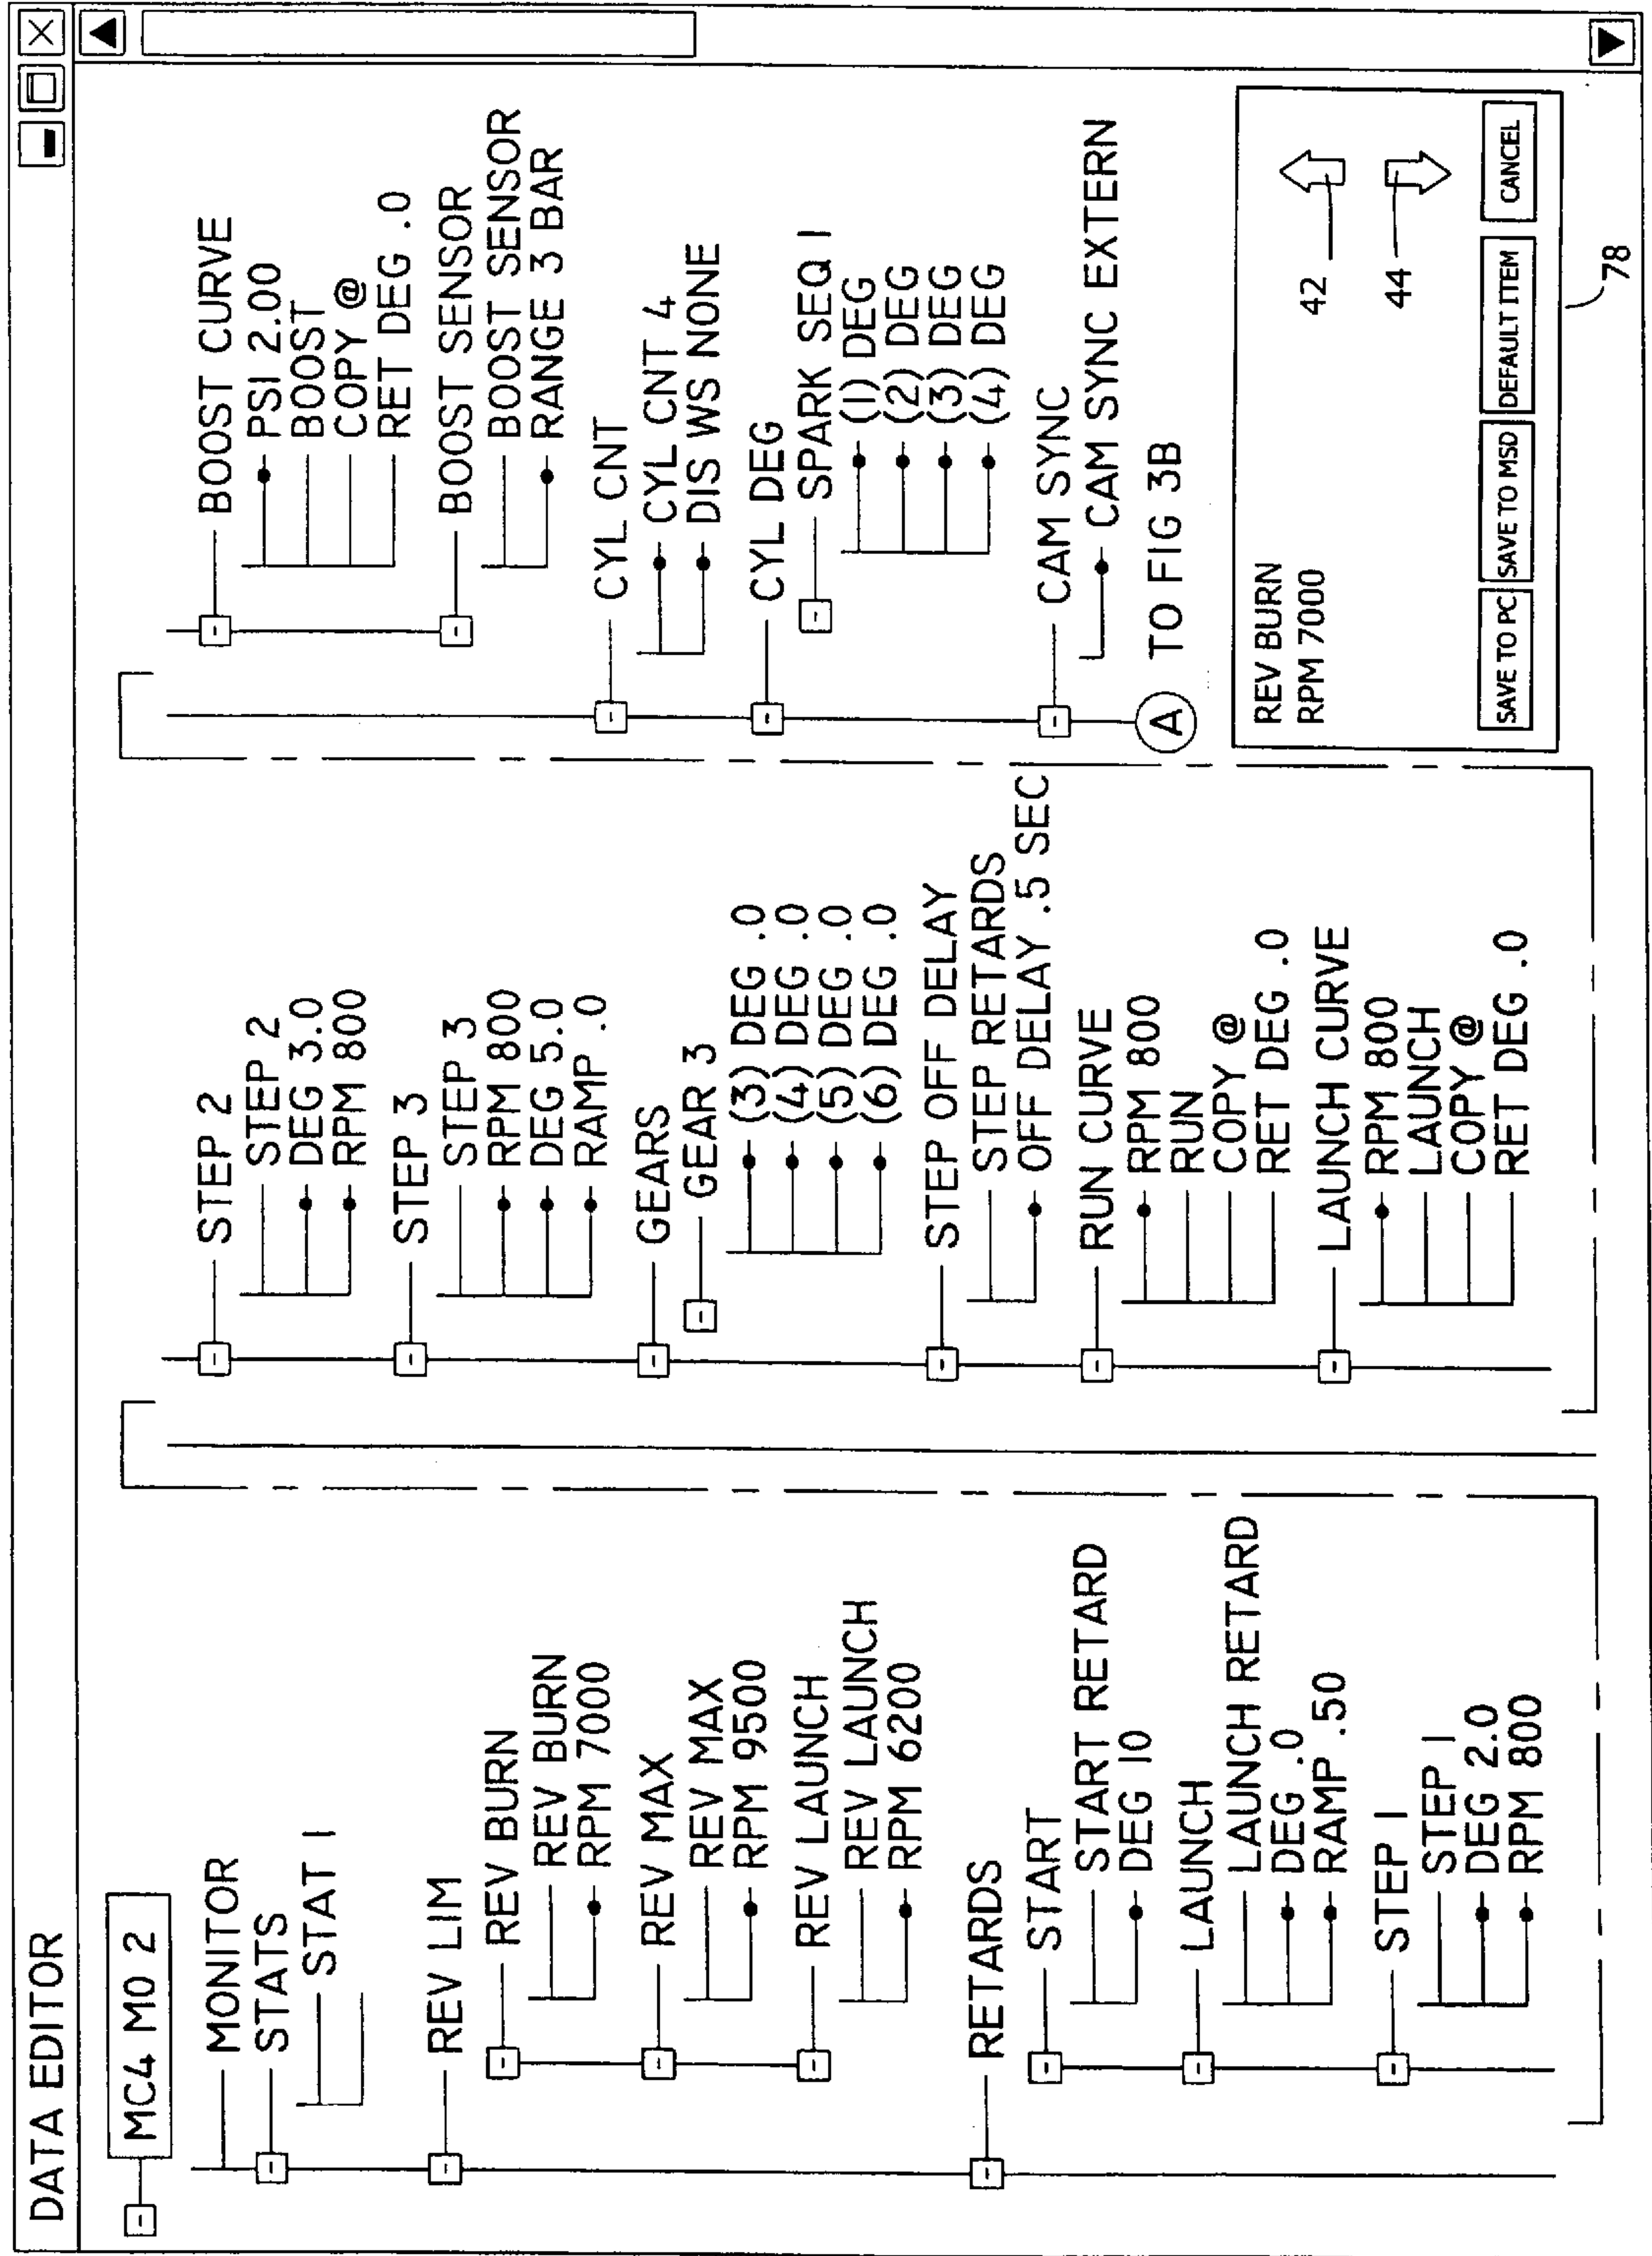 DATA EDITOR
MC4 M0 2
MONITOR
STATS
STAT 1
REV LIM
REV BURN
REV BURN
RPM 7000
REV MAX
REV MAX
RPM 9500
REV LAUNCH
REV LAUNCH
RPM 6200
RETARDS
START
START RETARD
DEG 10
LAUNCH
LAUNCH RETARD
DEG .0
RAMP .50
STEP 1
STEP 1
DEG 2.0
RPM 800
STEP 2
STEP 2
DEG 3.0
RPM 800
STEP 3
STEP 3
RPM 800
DEG 5.0
RAMP .0
GEARS
GEAR 3
(3) DEG .0
(4) DEG .0
(5) DEG .0
(6) DEG .0
STEP OFF DELAY
STEP RETARDS
OFF DELAY .5 SEC
RUN CURVE
RPM 800
RUN
COPY @
RET DEG .0
LAUNCH CURVE
RPM 800
LAUNCH
COPY @
RET DEG .0
BOOST CURVE
PSI 2.00
BOOST
COPY @
RET DEG .0
BOOST SENSOR
BOOST SENSOR
RANGE 3 BAR
CYL CNT
CYL CNT 4
DIS WS NONE
CYL DEG
SPARK SEQ 1
(1) DEG
(2) DEG
(3) DEG
(4) DEG
CAM SYNC
CAM SYNC EXTERN
A TO FIG 3B
REV BURN
RPM 7000
42
44
SAVE TO PC SAVE TO MSD DEFAULT ITEM CANCEL
78